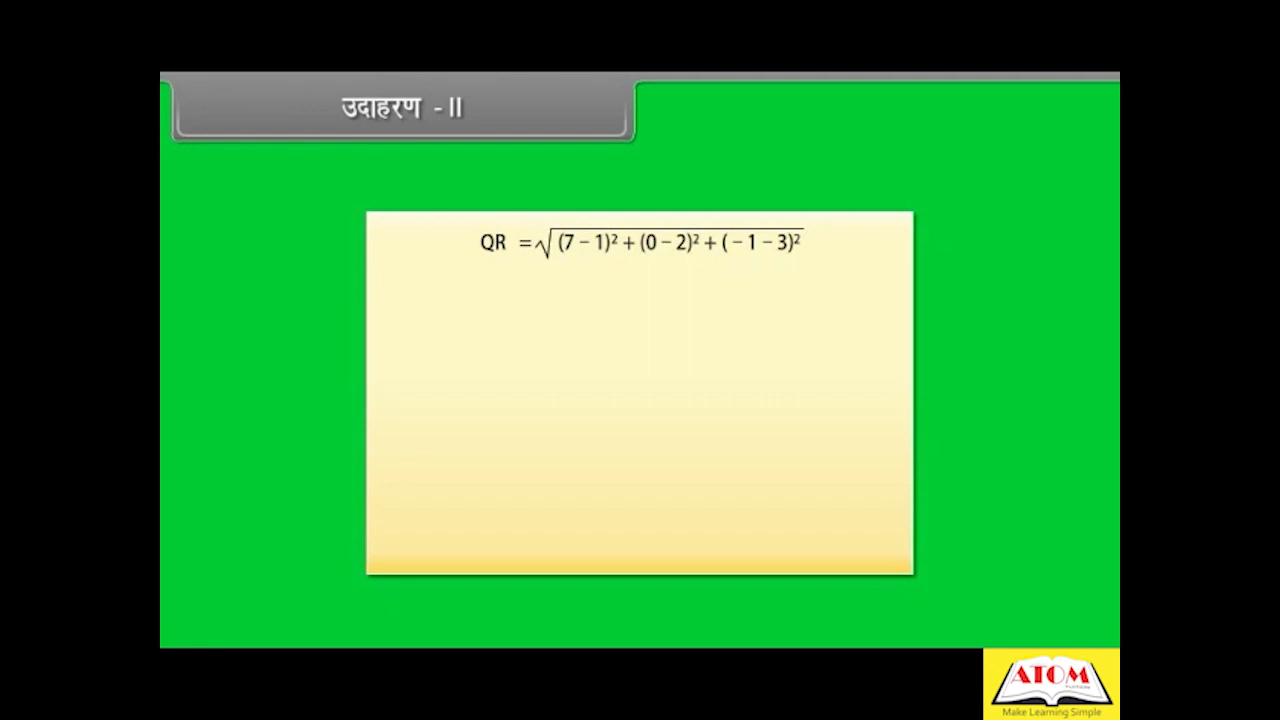 उदाहरण - II
QR = √(7 – 1)² + (0 – 2)² + ( – 1 – 3)²
ATOM
Make Learning Simple